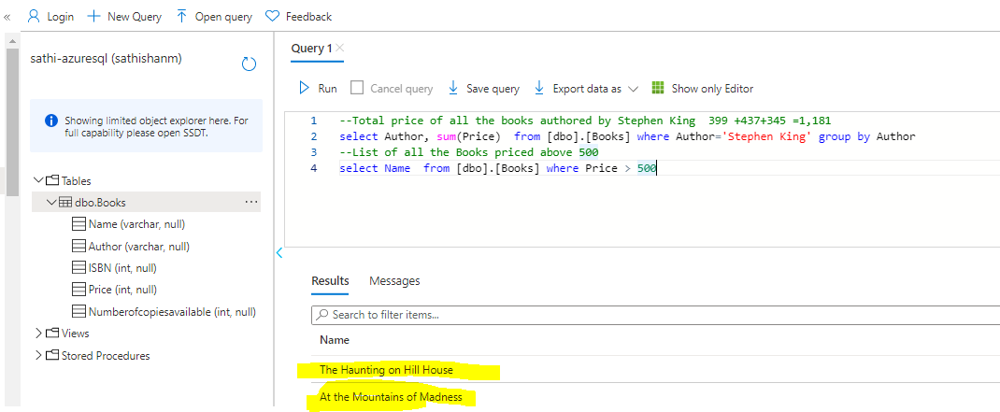 « Login New Query Open query Feedback
sathi-azuresql (sathishanm)
Showing limited object explorer here. For
full capability please open SSDT.
Tables
dbo.Books ...
Name (varchar, null)
Author (varchar, null)
ISBN (int, null)
Price (int, null)
Numberofcopiesavailable (int, null)
Views
Stored Procedures
Query 1
Run Cancel query Save query Export data as Show only Editor
1 --Total price of all the books authored by Stephen King 399 +437+345 =1,181
2 select Author, sum(Price) from [dbo].[Books] where Author='Stephen King' group by Author
3 --List of all the Books priced above 500
4 select Name from [dbo].[Books] where Price > 500
Results Messages
Search to filter items...
Name
The Haunting on Hill House
At the Mountains of Madness